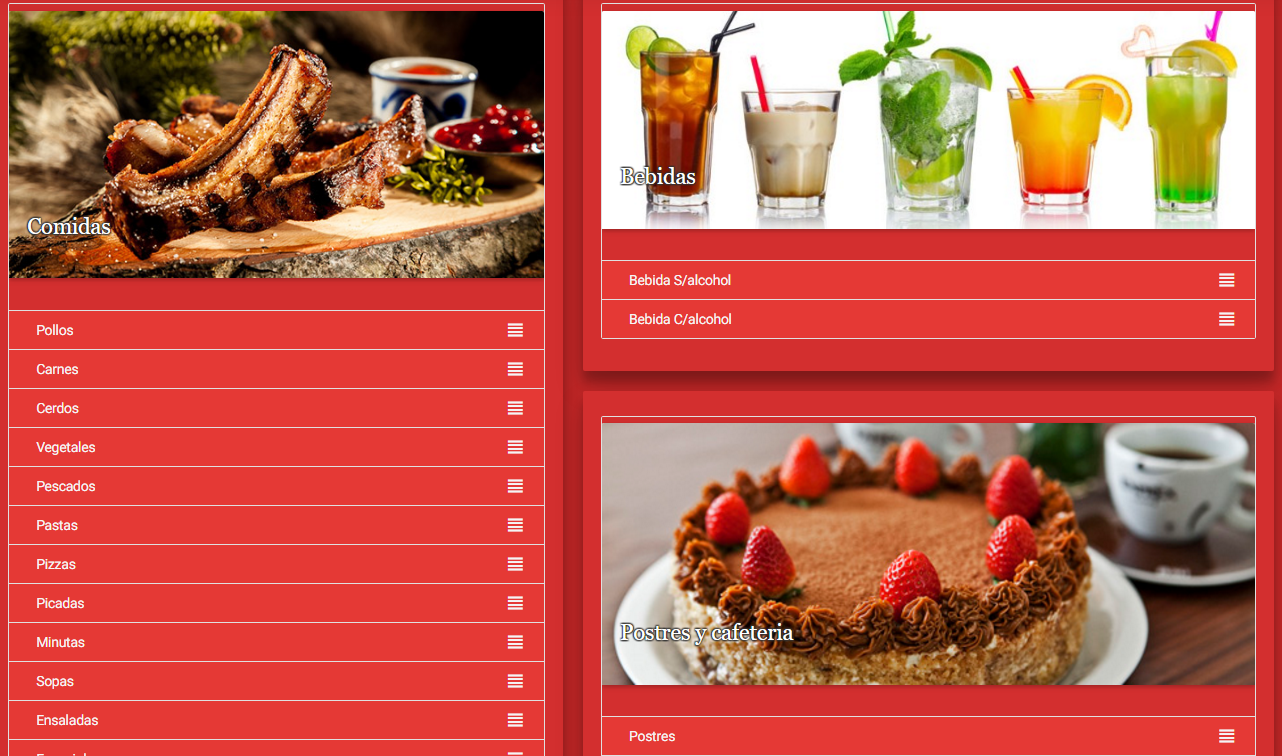 Comidas
Pollos
Carnes
Cerdos
Vegetales
Pescados
Pastas
Pizzas
Picadas
Minutas
Sopas
Ensaladas
Bebidas
Bebida S/alcohol
Bebida C/alcohol
Postres y cafeteria
Postres